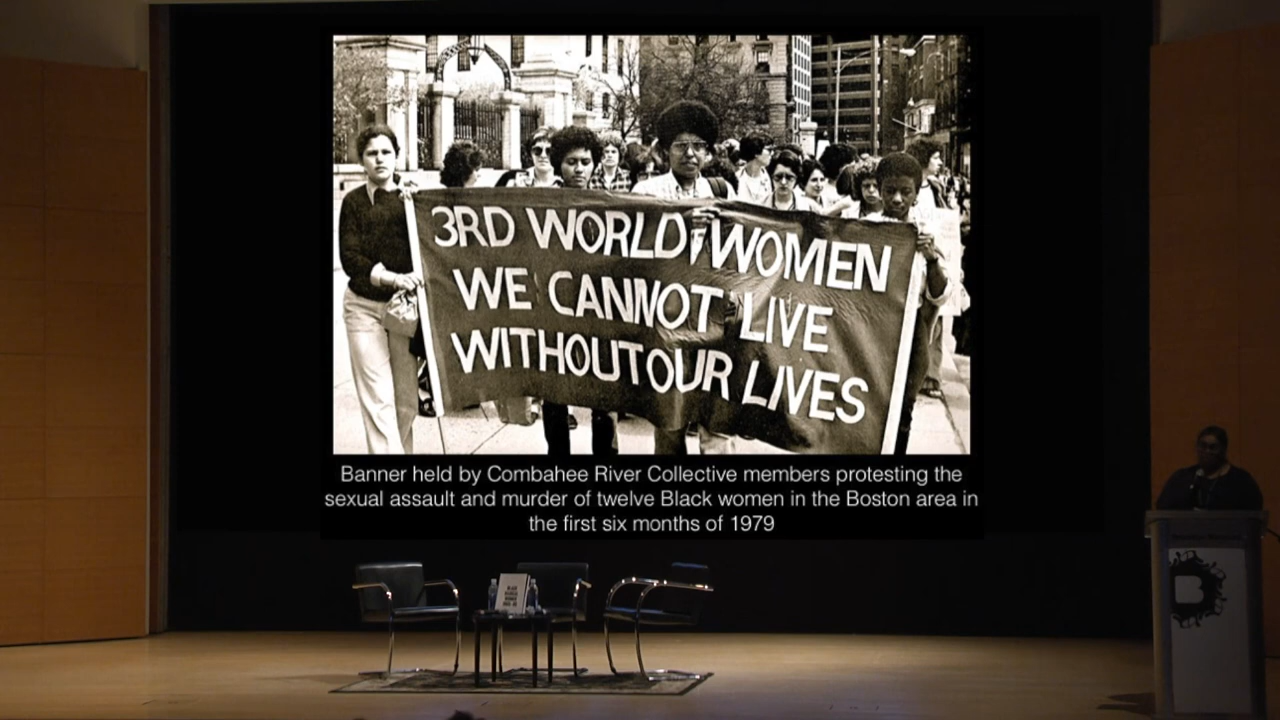 3RD WORLD WOMEN
WE CANNOT LIVE
WITHOUT OUR LIVES
Banner held by Combahee River Collective members protesting the
sexual assault and murder of twelve Black women in the Boston area in
the first six months of 1979
B